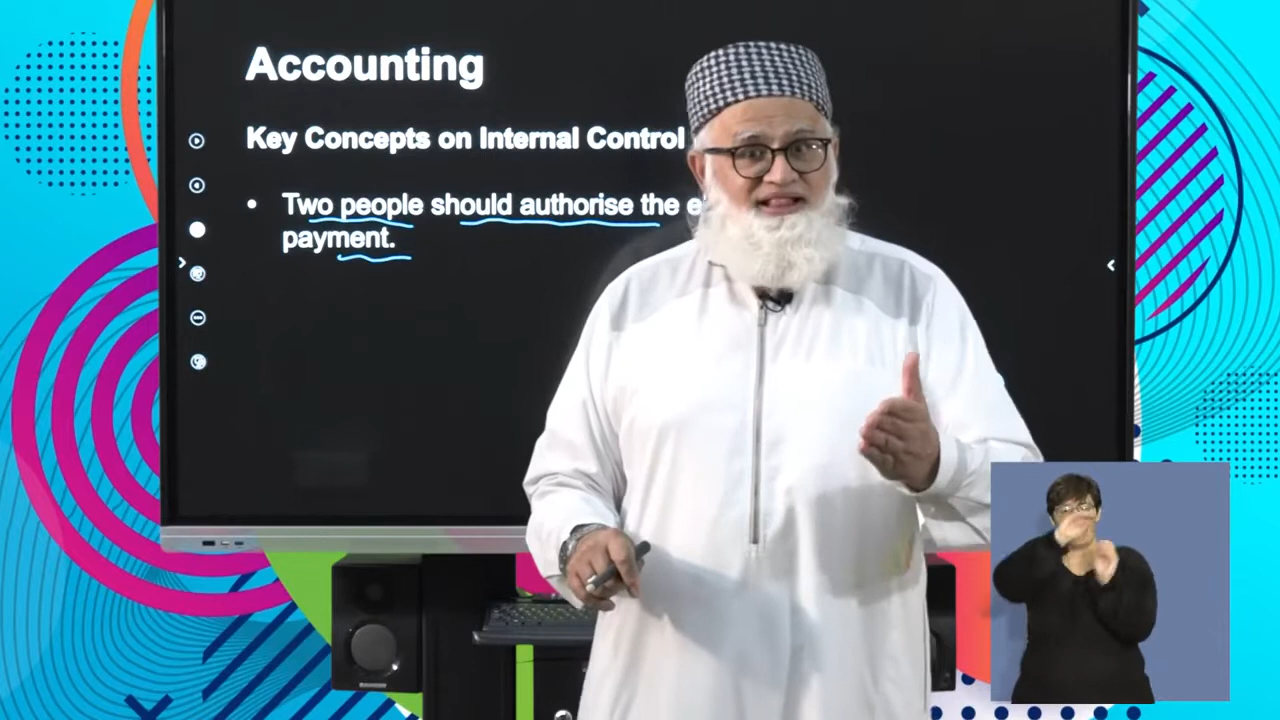 Accounting
Key Concepts on Internal Control
• Two people should authorise the
payment.